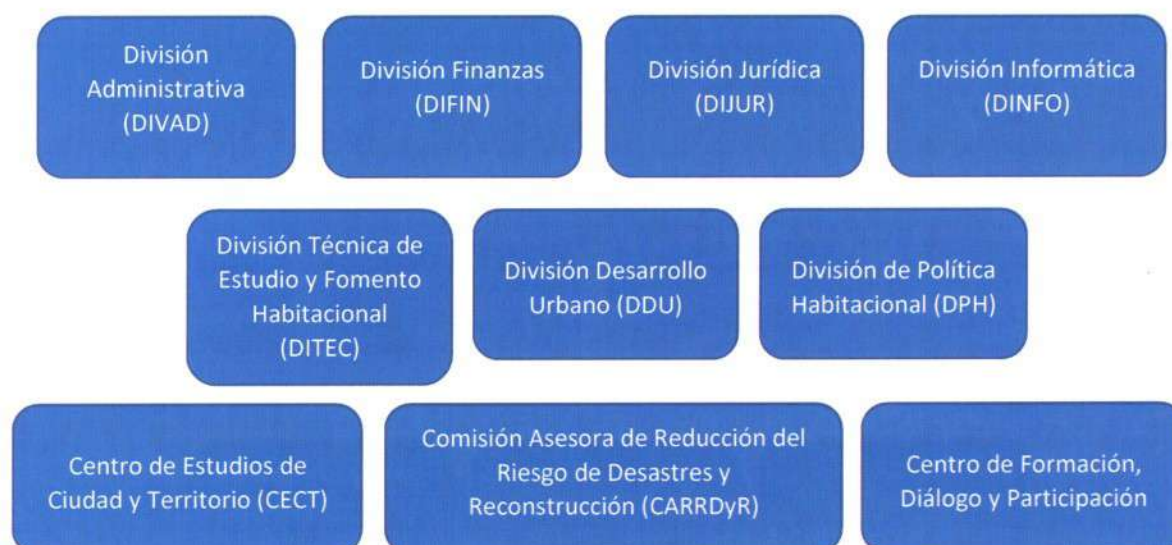 División
Administrativa
(DIVAD)
División Finanzas
(DIFIN)
División Jurídica
(DIJUR)
División Informática
(DINFO)
División Técnica de
Estudio y Fomento
Habitacional
(DITEC)
División Desarrollo
Urbano (DDU)
División de Política
Habitacional (DPH)
Centro de Estudios de
Ciudad y Territorio (CECT)
Comisión Asesora de Reducción del
Riesgo de Desastres y
Reconstrucción (CARRDyR)
Centro de Formación,
Diálogo y Participación